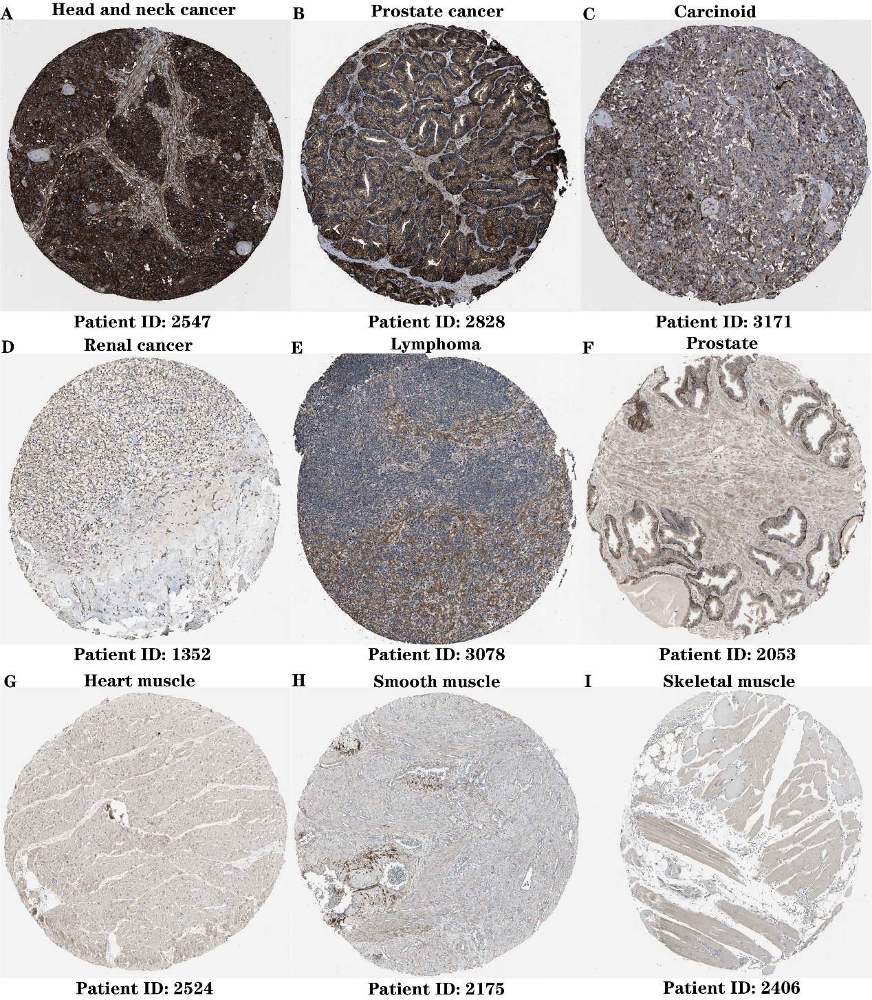 A Head and neck cancer
B Prostate cancer
C Carcinoid
Patient ID: 2547
Patient ID: 2828
Patient ID: 3171
D Renal cancer
E Lymphoma
F Prostate
Patient ID: 1352
Patient ID: 3078
Patient ID: 2053
G Heart muscle
H Smooth muscle
I Skeletal muscle
Patient ID: 2524
Patient ID: 2175
Patient ID: 2406